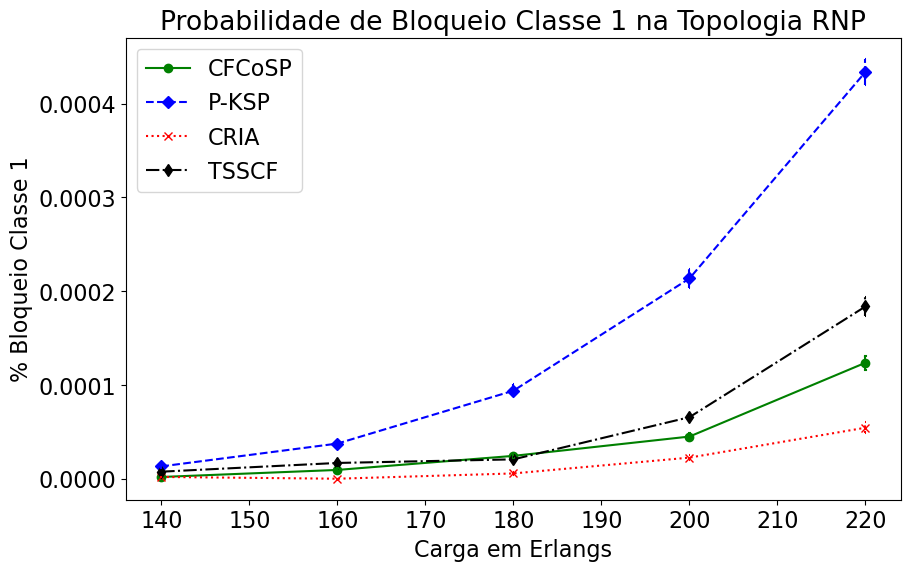 Probabilidade de Bloqueio Classe 1 na Topologia RNP
CFCoSP
P-KSP
CRIA
TSSCF
% Bloqueio Classe 1
0.0004
0.0003
0.0002
0.0001
0.0000
140 150 160 170 180 190 200 210 220
Carga em Erlangs